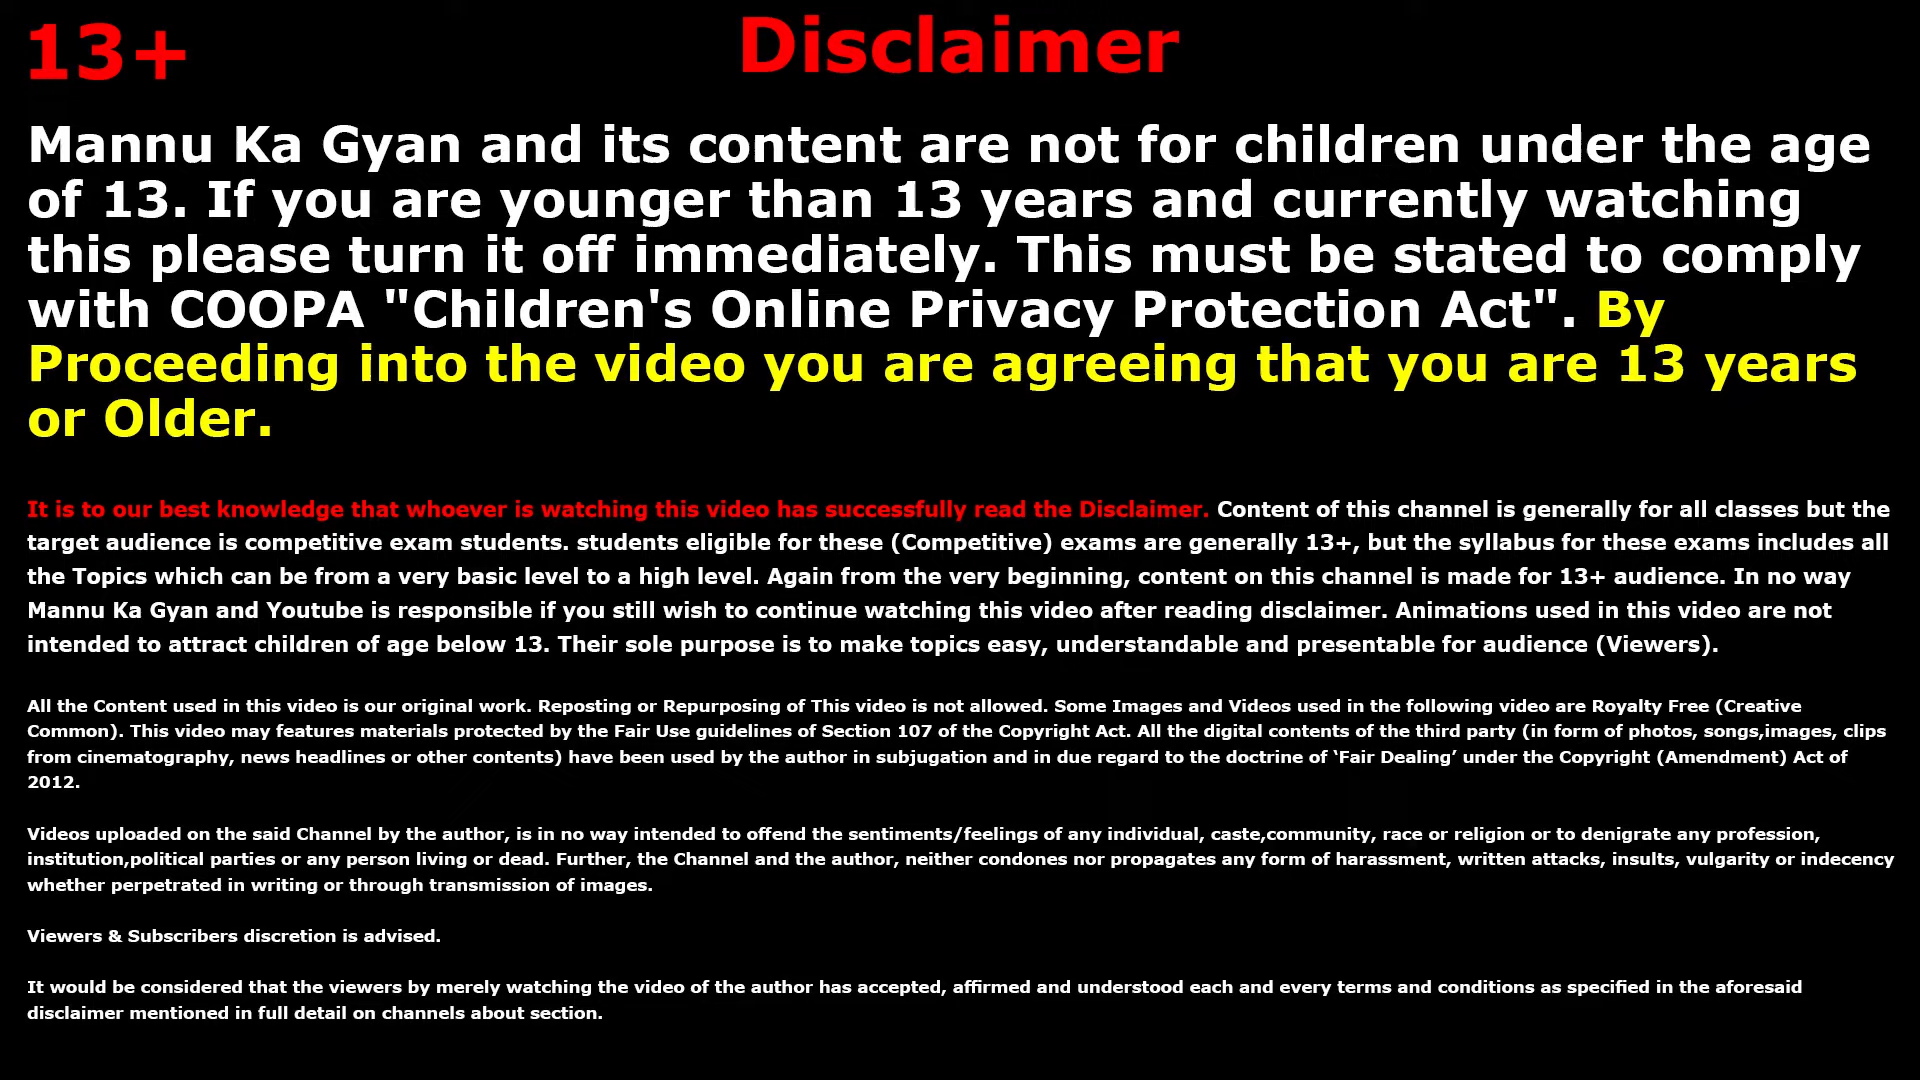 13+
Disclaimer
Mannu Ka Gyan and its content are not for children under the age
of 13. If you are younger than 13 years and currently watching
this please turn it off immediately. This must be stated to comply
with COOPA "Children's Online Privacy Protection Act". By
Proceeding into the video you are agreeing that you are 13 years
or Older.
It is to our best knowledge that whoever is watching this video has successfully read the Disclaimer. Content of this channel is generally for all classes but the
target audience is competitive exam students. students eligible for these (Competitive) exams are generally 13+, but the syllabus for these exams includes all
the Topics which can be from a very basic level to a high level. Again from the very beginning, content on this channel is made for 13+ audience. In no way
Mannu Ka Gyan and Youtube is responsible if you still wish to continue watching this video after reading disclaimer. Animations used in this video are not
intended to attract children of age below 13. Their sole purpose is to make topics easy, understandable and presentable for audience (Viewers).
All the Content used in this video is our original work. Reposting or Repurposing of This video is not allowed. Some Images and Videos used in the following video are Royalty Free (Creative
Common). This video may features materials protected by the Fair Use guidelines of Section 107 of the Copyright Act. All the digital contents of the third party (in form of photos, songs,images, clips
from cinematography, news headlines or other contents) have been used by the author in subjugation and in due regard to the doctrine of ‘Fair Dealing’ under the Copyright (Amendment) Act of
2012.
Videos uploaded on the said Channel by the author, is in no way intended to offend the sentiments/feelings of any individual, caste,community, race or religion or to denigrate any profession,
institution,political parties or any person living or dead. Further, the Channel and the author, neither condones nor propagates any form of harassment, written attacks, insults, vulgarity or indecency
whether perpetrated in writing or through transmission of images.
Viewers & Subscribers discretion is advised.
It would be considered that the viewers by merely watching the video of the author has accepted, affirmed and understood each and every terms and conditions as specified in the aforesaid
disclaimer mentioned in full detail on channels about section.